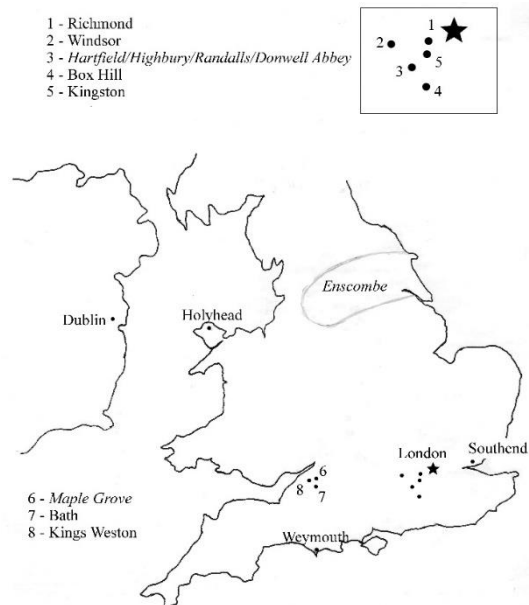 1 - Richmond
2 - Windsor
3 - Hartfield/Highbury/Randalls/Donwell Abbey
4 - Box Hill
5 - Kingston
1
2
5
3
4
Enscombe
Dublin
Holyhead
London
Southend
6
8
7
6 - Maple Grove
7 - Bath
8 - Kings Weston
Weymouth